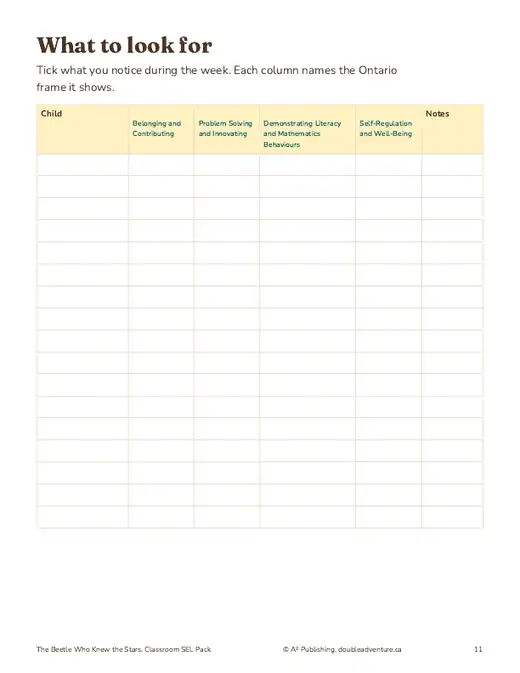 What to look for
Tick what you notice during the week. Each column names the Ontario
frame it shows.
Child
Belonging and
Contributing
Problem Solving
and Innovating
Demonstrating Literacy
and Mathematics
Behaviours
Self-Regulation
and Well-Being
Notes
The Beetle Who Knew the Stars. Classroom SEL Pack
© A² Publishing, doubleadventure.ca
11